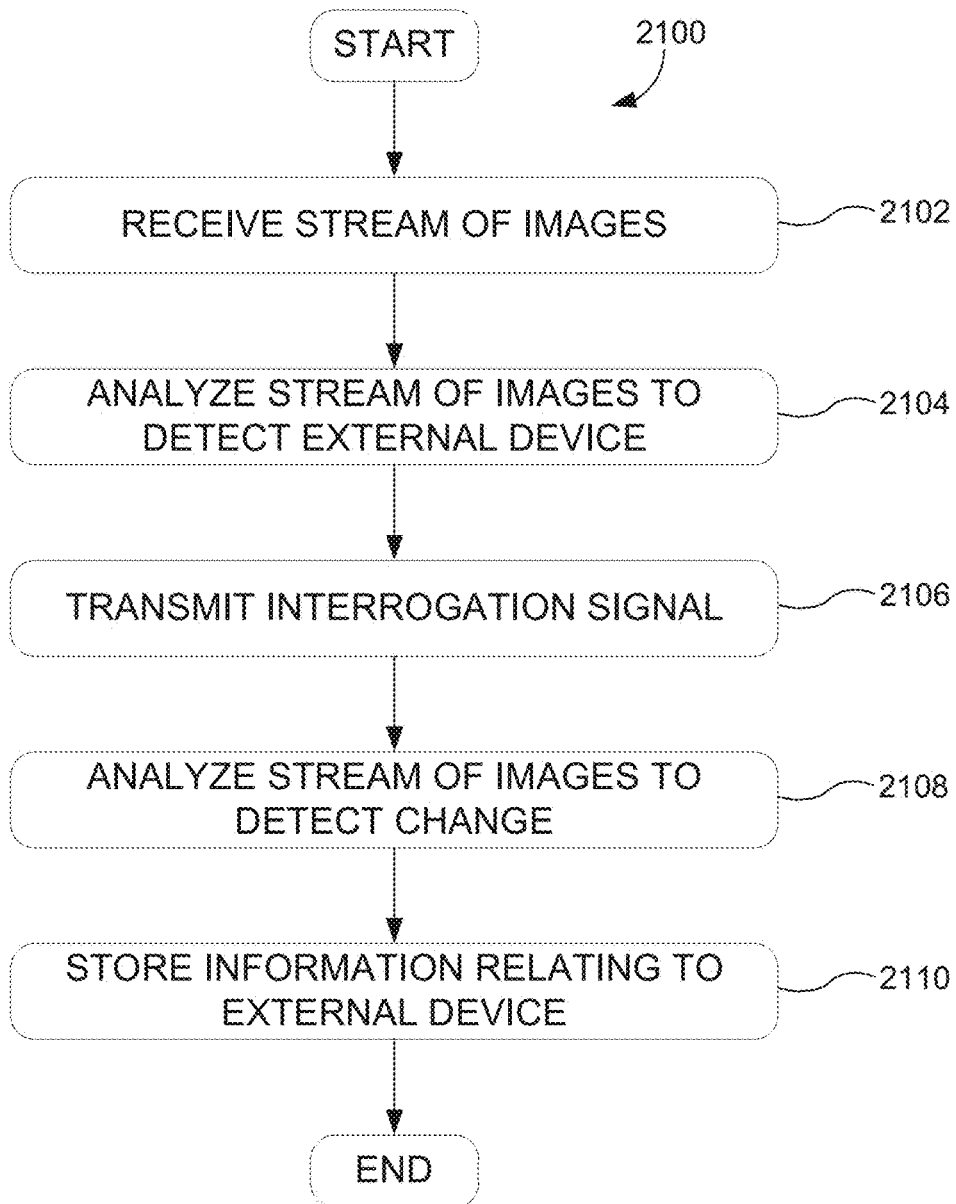 START
2100
RECEIVE STREAM OF IMAGES
2102
ANALYZE STREAM OF IMAGES TO
DETECT EXTERNAL DEVICE
2104
TRANSMIT INTERROGATION SIGNAL
2106
ANALYZE STREAM OF IMAGES TO
DETECT CHANGE
2108
STORE INFORMATION RELATING TO
EXTERNAL DEVICE
2110
END